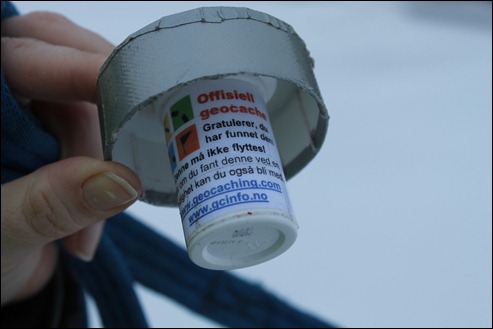 Offisiell
geocache
Gratulerer, du
har funnet den
må ikke flyttes!
om du fant denne ved en
kan du også bli med
www.geocaching.com
www.gcinfo.no